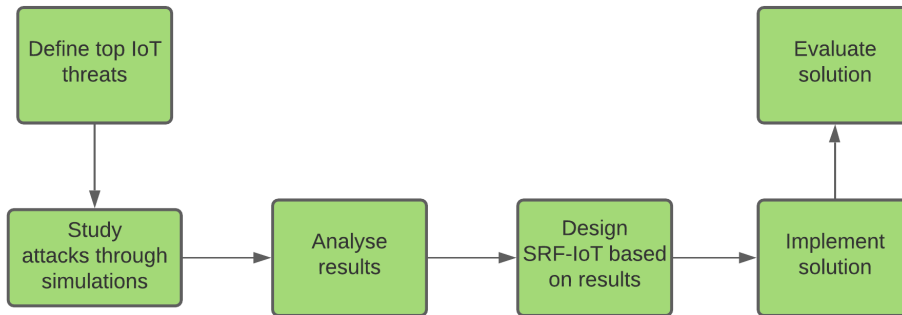 Define top IoT
threats
Study
attacks through
simulations
Analyse
results
Design
SRF-IoT based
on results
Implement
solution
Evaluate
solution